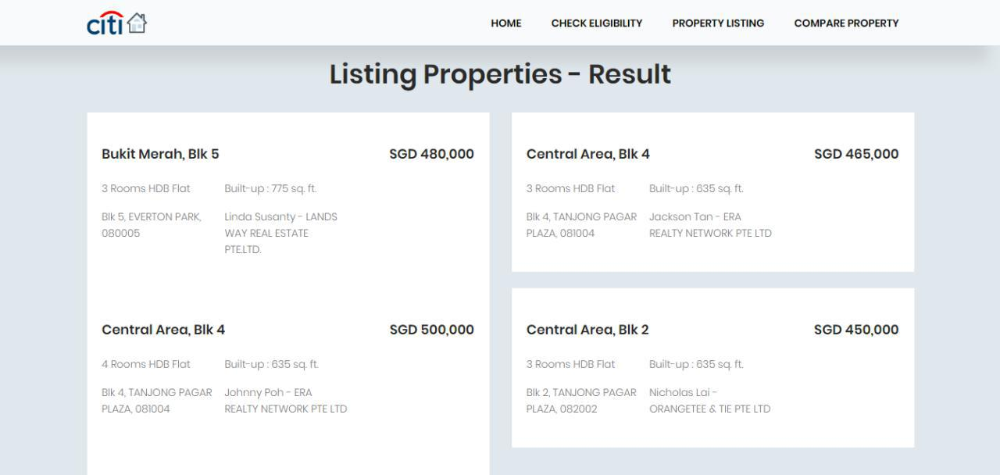 citi
HOME
CHECK ELIGIBILITY
PROPERTY LISTING
COMPARE PROPERTY
Listing Properties - Result
Bukit Merah, Blk 5
SGD 480,000
3 Rooms HDB Flat
Built-up : 775 sq. ft.
Blk 5, EVERTON PARK,
080005
Linda Susanty - LANDS
WAY REAL ESTATE
PTE.LTD.
Central Area, Blk 4
SGD 465,000
3 Rooms HDB Flat
Built-up : 635 sq. ft.
Blk 4, TANJONG PAGAR
PLAZA, 081004
Jackson Tan - ERA
REALTY NETWORK PTE LTD
Central Area, Blk 4
SGD 500,000
4 Rooms HDB Flat
Built-up : 635 sq. ft.
Blk 4, TANJONG PAGAR
PLAZA, 081004
Johnny Poh - ERA
REALTY NETWORK PTE LTD
Central Area, Blk 2
SGD 450,000
3 Rooms HDB Flat
Built-up : 635 sq. ft.
Blk 2, TANJONG PAGAR
PLAZA, 082002
Nicholas Lai -
ORANGETEE & TIE PTE LTD